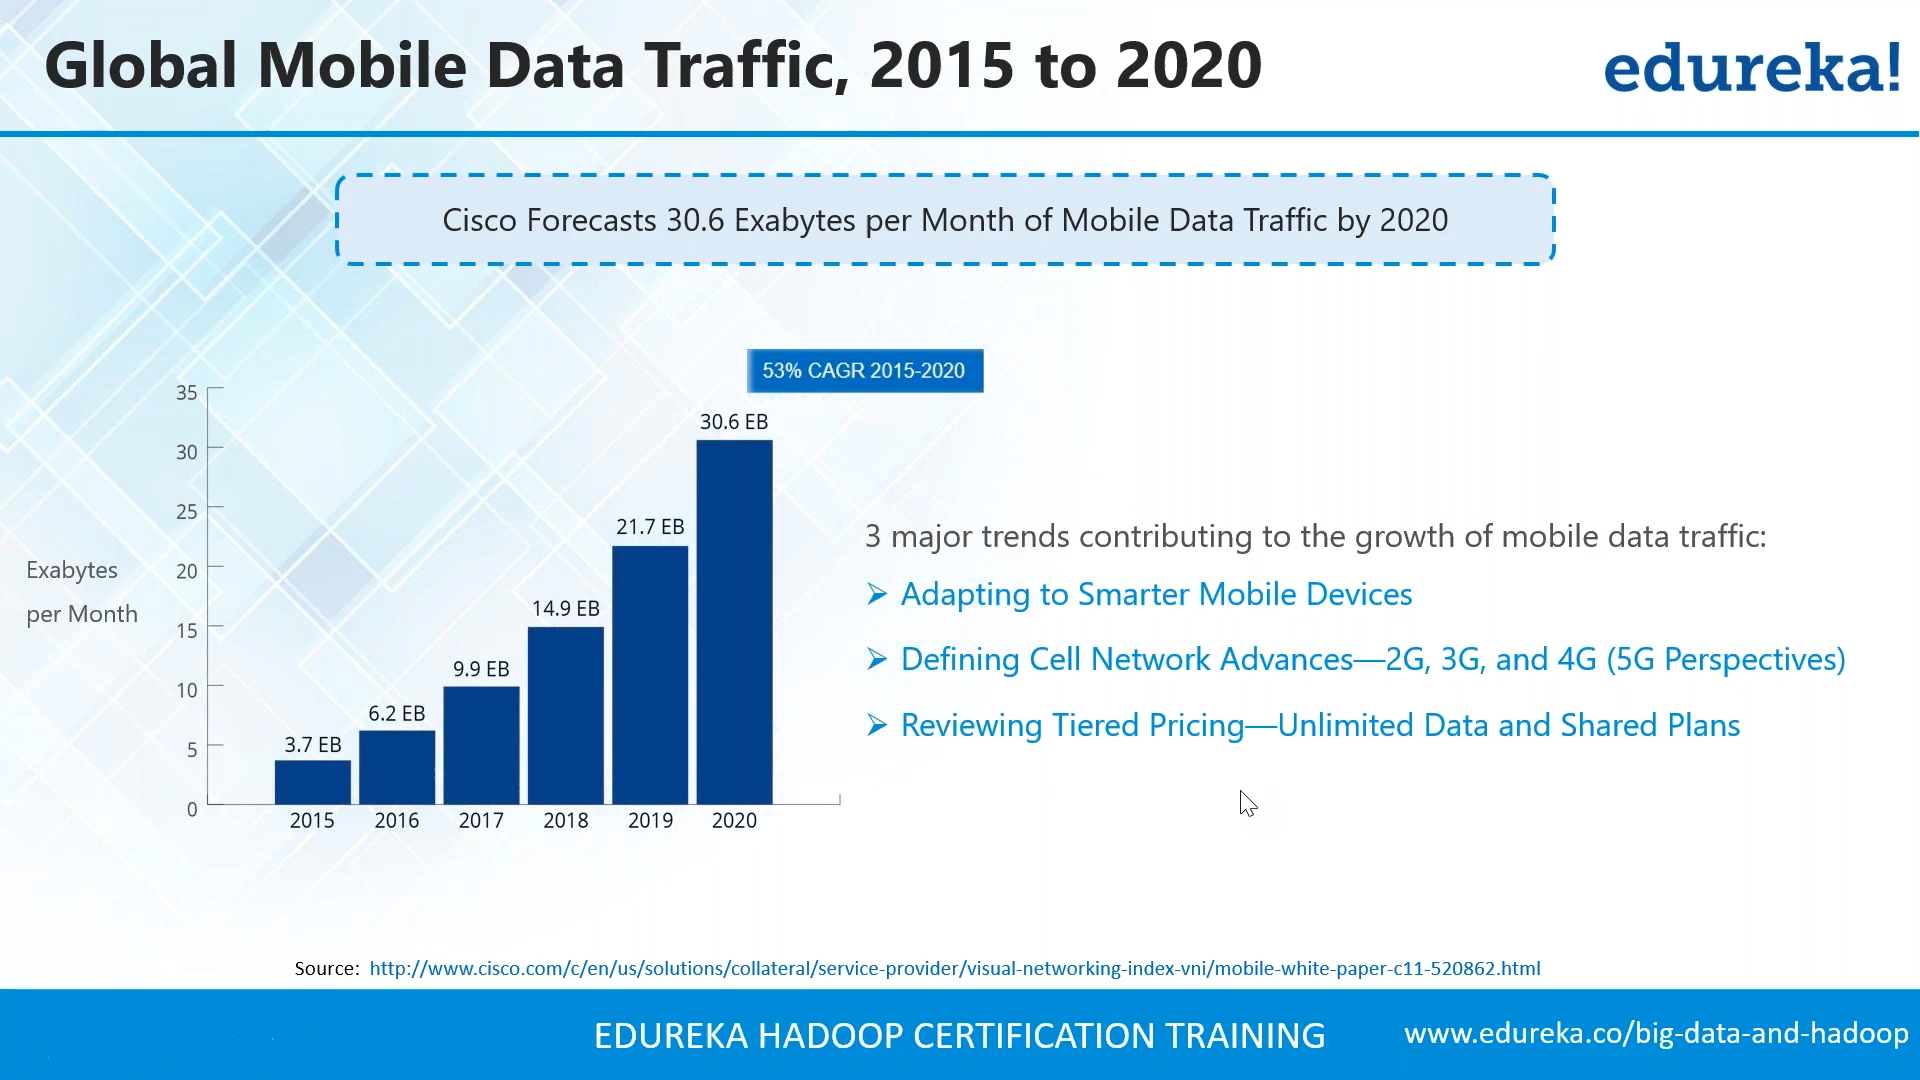 Global Mobile Data Traffic, 2015 to 2020
edureka!
Cisco Forecasts 30.6 Exabytes per Month of Mobile Data Traffic by 2020
53% CAGR 2015-2020
35
30
25
20
15
10
5
0
Exabytes
per Month
3.7 EB
6.2 EB
9.9 EB
14.9 EB
21.7 EB
30.6 EB
2015 2016 2017 2018 2019 2020
3 major trends contributing to the growth of mobile data traffic:
➢ Adapting to Smarter Mobile Devices
➢ Defining Cell Network Advances—2G, 3G, and 4G (5G Perspectives)
➢ Reviewing Tiered Pricing—Unlimited Data and Shared Plans
Source: http://www.cisco.com/c/en/us/solutions/collateral/service-provider/visual-networking-index-vni/mobile-white-paper-c11-520862.html
EDUREKA HADOOP CERTIFICATION TRAINING
www.edureka.co/big-data-and-hadoop